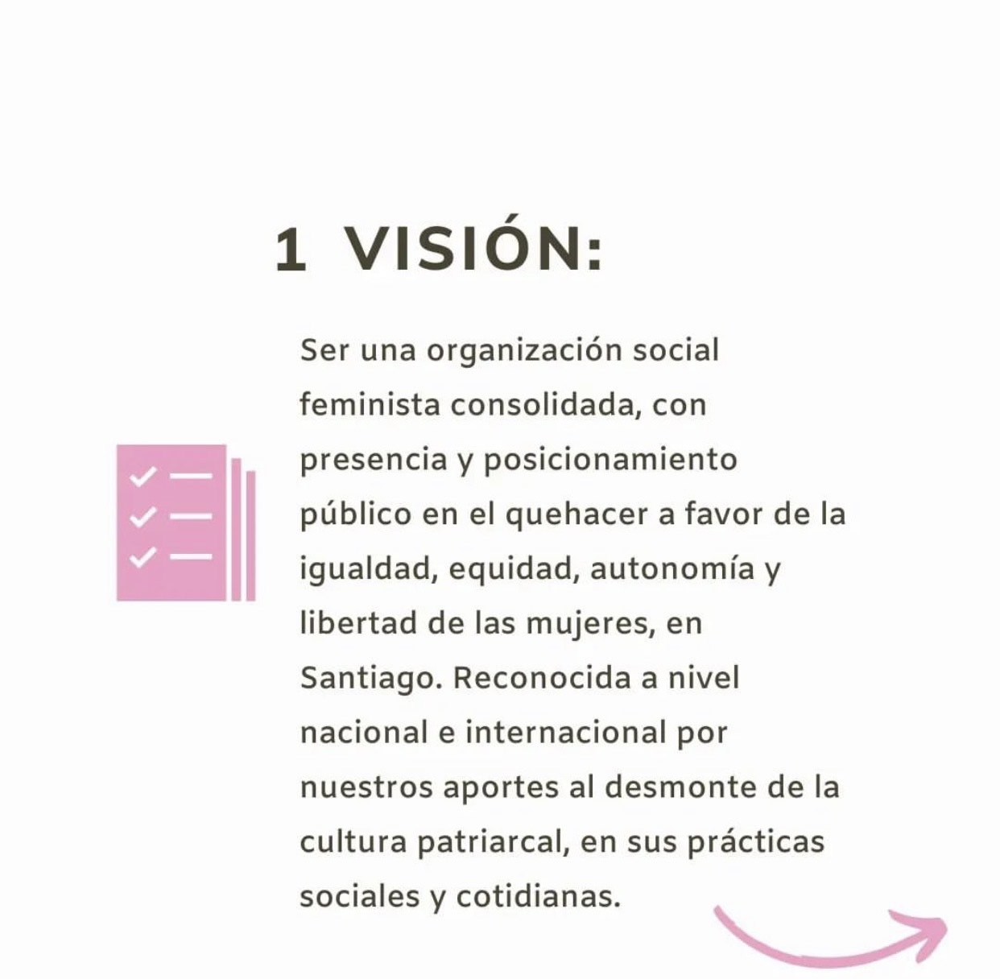 1 VISIÓN:
Ser una organización social
feminista consolidada, con
presencia y posicionamiento
público en el quehacer a favor de la
igualdad, equidad, autonomía y
libertad de las mujeres, en
Santiago. Reconocida a nivel
nacional e internacional por
nuestros aportes al desmonte de la
cultura patriarcal, en sus prácticas
sociales y cotidianas.